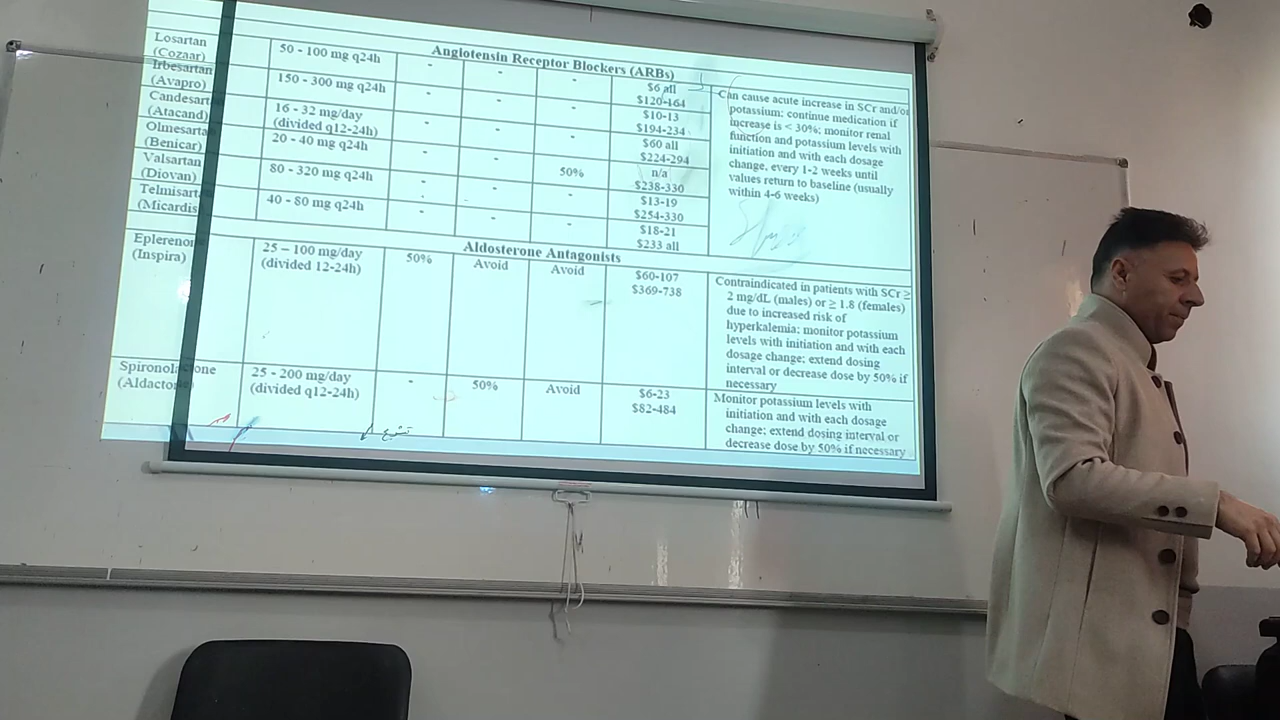 Angiotensin Receptor Blockers (ARBs)
Losartan
(Cozaar)
50 - 100 mg q24h
-
-
-
$6 all
$120-164
Can cause acute increase in SCr and/or
potassium; continue medication if
increase is < 30%; monitor renal
function and potassium levels with
initiation and with each dosage
change, every 1-2 weeks until
values return to baseline (usually
within 4-6 weeks)
Irbesartan
(Avapro)
150 - 300 mg q24h
-
-
-
$10-13
$194-234
Candesart
(Atacand)
16 - 32 mg/day
(divided q12-24h)
-
-
-
$60 all
$224-294
Olmesarta
(Benicar)
20 - 40 mg q24h
-
-
50%
n/a
$238-330
Valsartan
(Diovan)
80 - 320 mg q24h
-
-
-
$13-19
$254-330
Telmisart
(Micardis
40 - 80 mg q24h
-
-
-
$18-21
$233 all
Aldosterone Antagonists
Eplerenon
(Inspira)
25 – 100 mg/day
(divided 12-24h)
50%
Avoid
Avoid
$60-107
$369-738
Contraindicated in patients with SCr ≥
2 mg/dL (males) or ≥ 1.8 (females)
due to increased risk of
hyperkalemia; monitor potassium
levels with initiation and with each
dosage change; extend dosing
interval or decrease dose by 50% if
necessary
Spironolactone
(Aldactone
25 - 200 mg/day
(divided q12-24h)
-
50%
Avoid
$6-23
$82-484
Monitor potassium levels with
initiation and with each dosage
change; extend dosing interval or
decrease dose by 50% if necessary